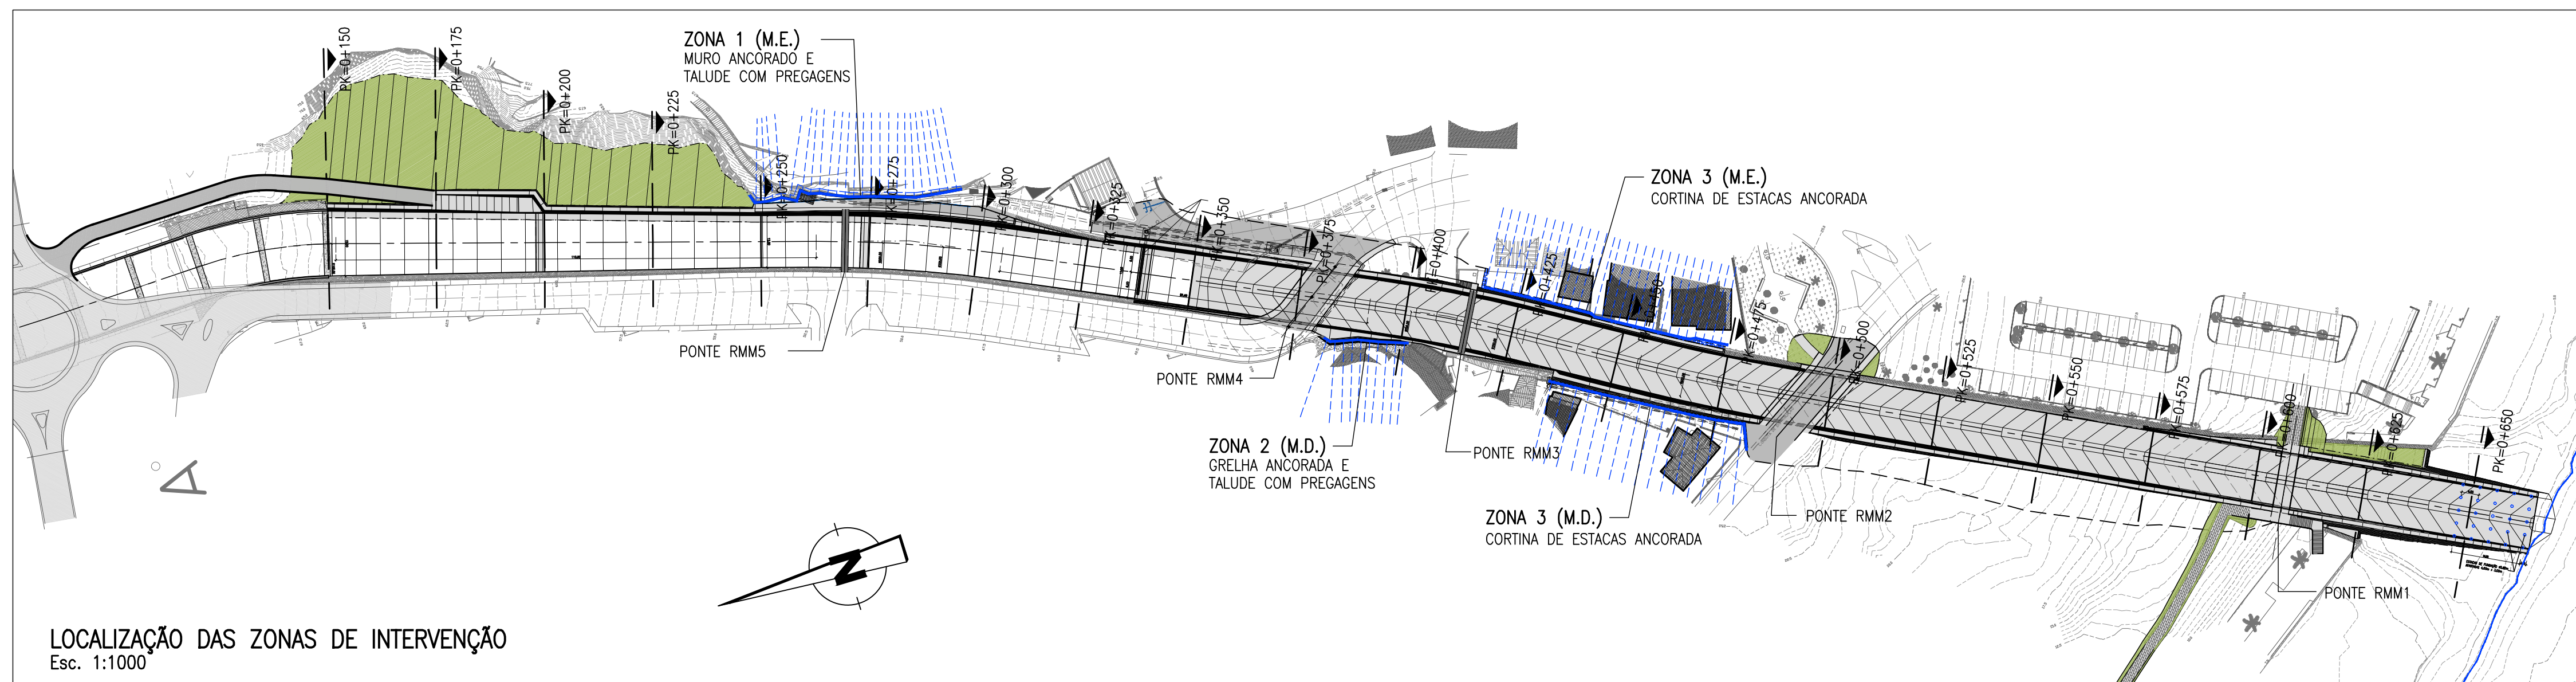 PK=0+150
PK=0+175
PK=0+200
PK=0+225
ZONA 1 (M.E.)
MURO ANCORADO E
TALUDE COM PREGAGENS
PK=0+250
PK=0+275
PK=0+300
PK=0+325
PK=0+350
PK=0+375
PK=0+400
ZONA 3 (M.E.)
CORTINA DE ESTACAS ANCORADA
PK=0+425
PK=0+450
PK=0+475
PK=0+500
PK=0+525
PK=0+550
PK=0+575
PK=0+600
PK=0+625
PK=0+650
PONTE RMM5
PONTE RMM4
ZONA 2 (M.D.)
GRELHA ANCORADA E
TALUDE COM PREGAGENS
PONTE RMM3
ZONA 3 (M.D.)
CORTINA DE ESTACAS ANCORADA
PONTE RMM2
PONTE RMM1
A
N
LOCALIZAÇÃO DAS ZONAS DE INTERVENÇÃO
Esc. 1:1000